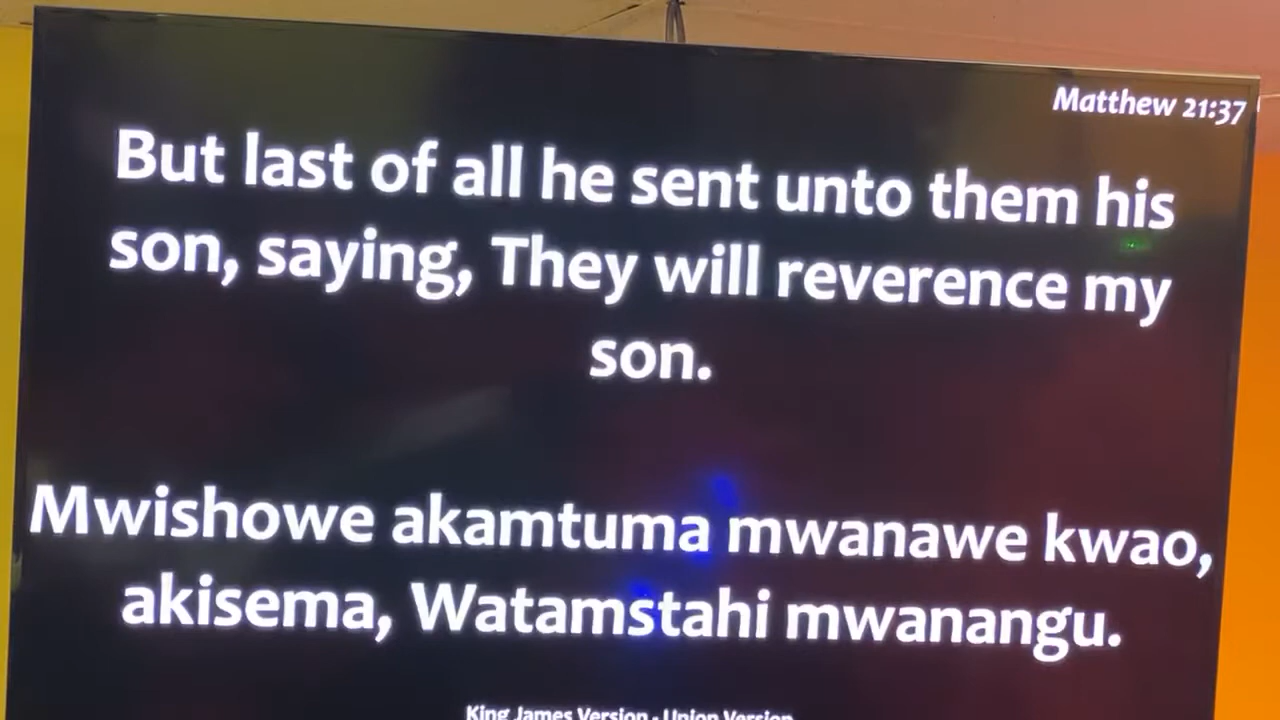 Matthew 21:37
But last of all he sent unto them his
son, saying, They will reverence my
son.
Mwishowe akamtuma mwanawe kwao,
akisema, Watamstahi mwanangu.
King James Version - Union Version